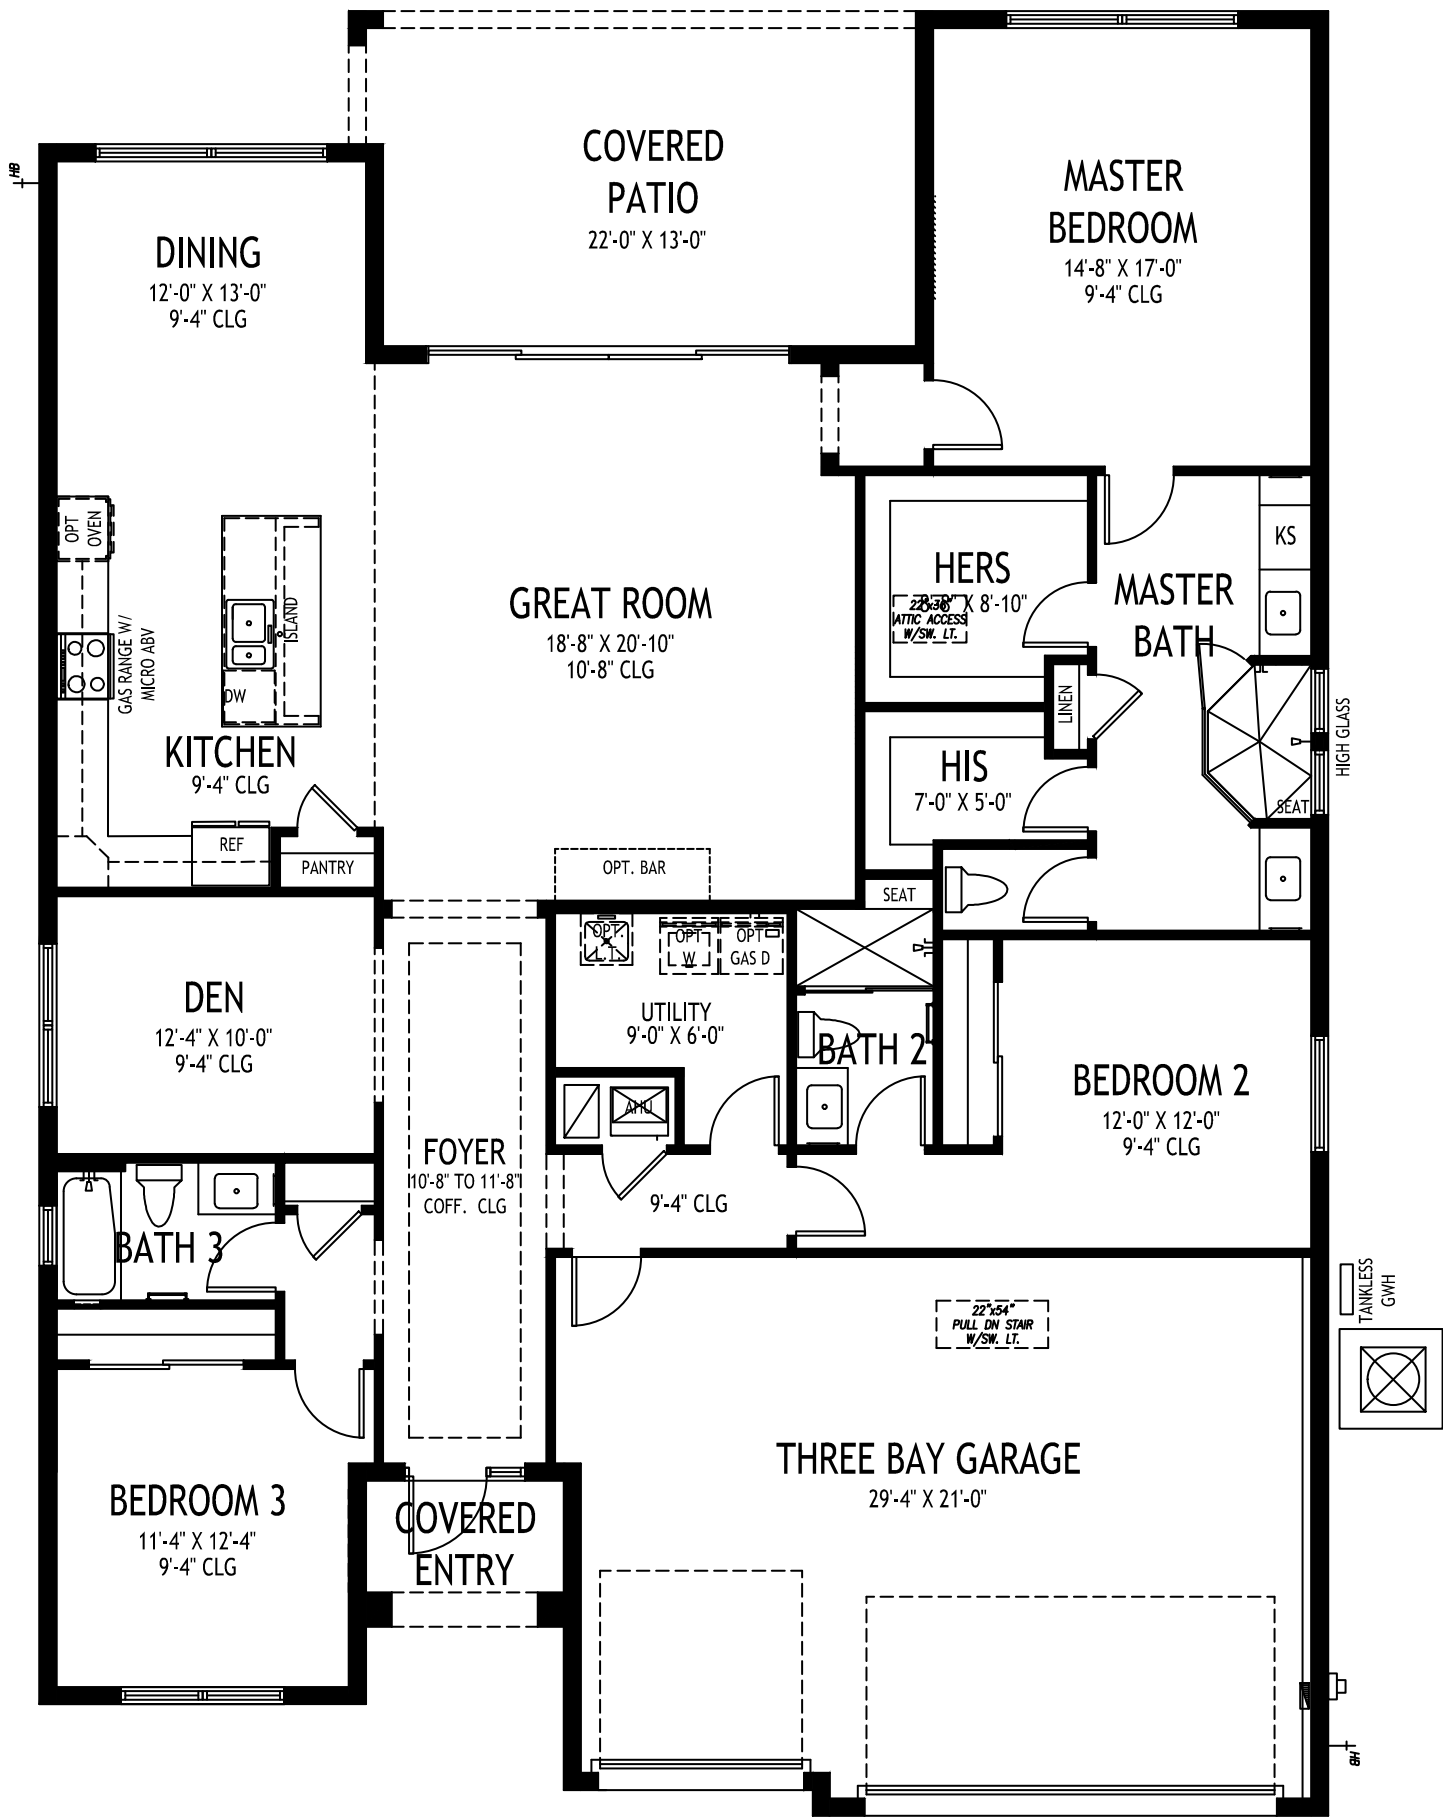 COVERED
PATIO
22'-0" X 13'-0"
MASTER
BEDROOM
14'-8" X 17'-0"
9'-4" CLG
HB
DINING
12'-0" X 13'-0"
9'-4" CLG
OPT
OVEN
GAS RANGE W/
MICRO ABV
ISLAND
DW
KITCHEN
9'-4" CLG
REF
PANTRY
GREAT ROOM
18'-8" X 20'-10"
10'-8" CLG
OPT. BAR
HERS
X 8'-10"
22"x36"
ATTIC ACCESS
W/SW. LT.
MASTER
BATH
KS
LINEN
HIS
7'-0" X 5'-0"
SEAT
HIGH GLASS
SEAT
DEN
12'-4" X 10'-0"
9'-4" CLG
OPT.
L.T.
OPT
W
OPT
GAS D
UTILITY
9'-0" X 6'-0"
AHU
BATH 2
BEDROOM 2
12'-0" X 12'-0"
9'-4" CLG
FOYER
10'-8" TO 11'-8"
COFF. CLG
9'-4" CLG
BATH 3
TANKLESS
GWH
22"x54"
PULL DN STAIR
W/SW. LT.
THREE BAY GARAGE
29'-4" X 21'-0"
BEDROOM 3
11'-4" X 12'-4"
9'-4" CLG
COVERED
ENTRY
HB